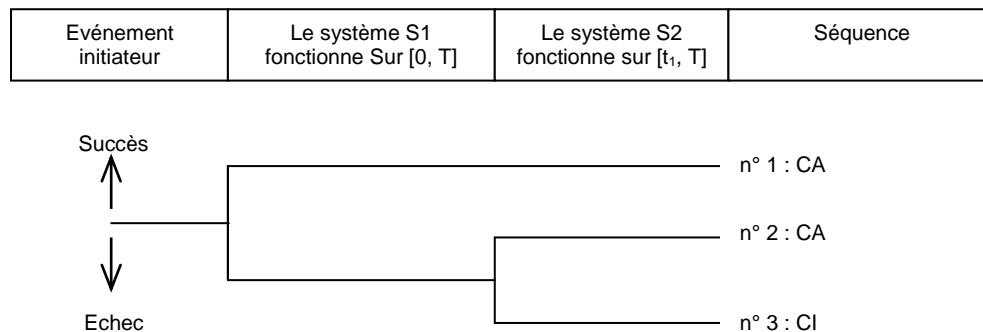 Evénement
initiateur
Le système S1
fonctionne Sur [0, T]
Le système S2
fonctionne sur [t₁, T]
Séquence
Succès
n° 1 : CA
n° 2 : CA
Echec
n° 3 : CI